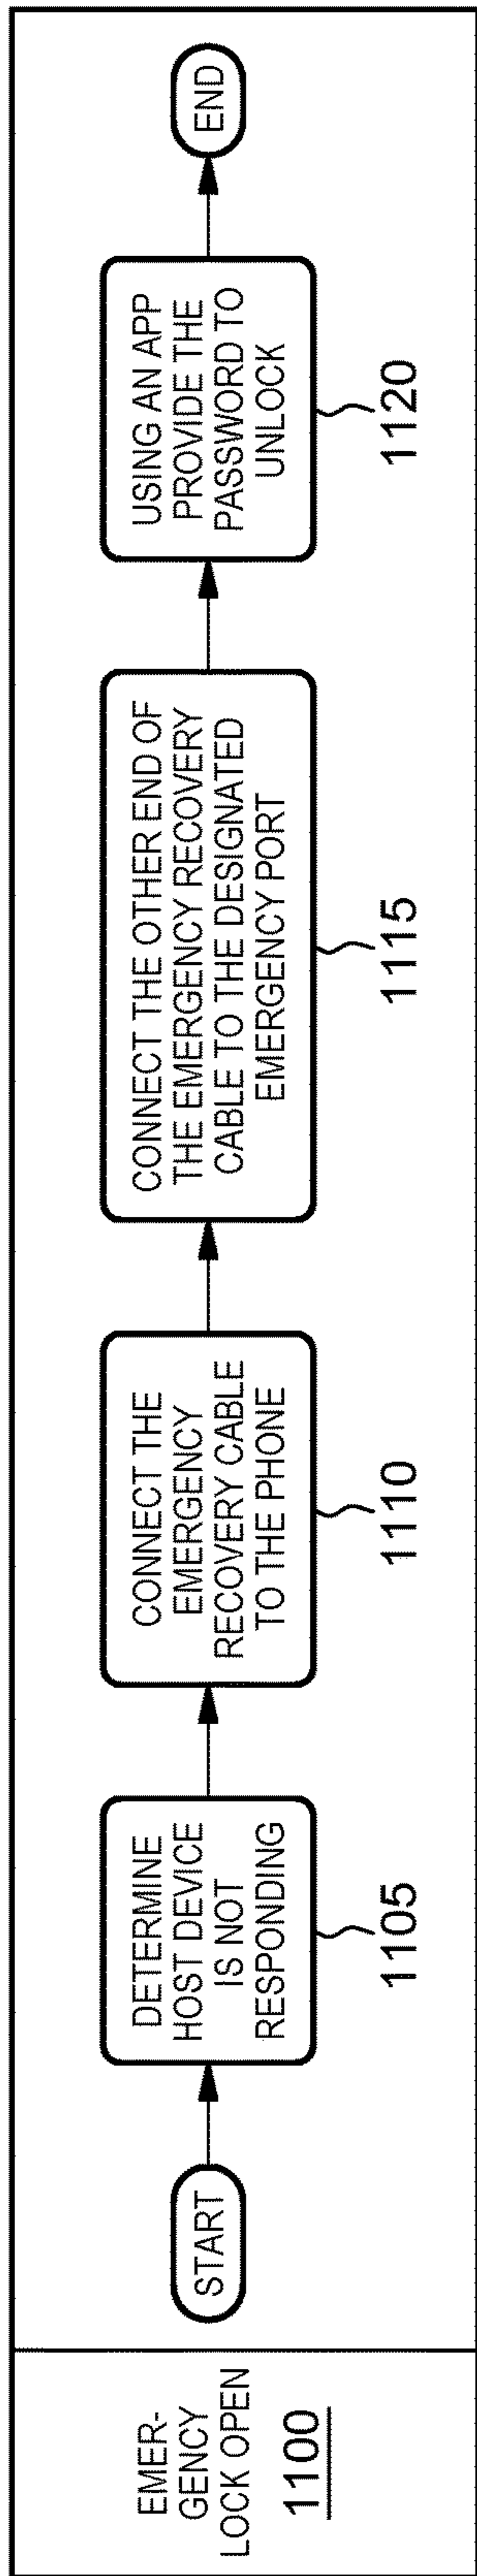 EMER-
GENCY
LOCK OPEN
1100
START
DETERMINE
HOST DEVICE
IS NOT
RESPONDING
1105
CONNECT THE
EMERGENCY
RECOVERY CABLE
TO THE PHONE
1110
CONNECT THE OTHER END OF
THE EMERGENCY RECOVERY
CABLE TO THE DESIGNATED
EMERGENCY PORT
1115
USING AN APP
PROVIDE THE
PASSWORD TO
UNLOCK
1120
END